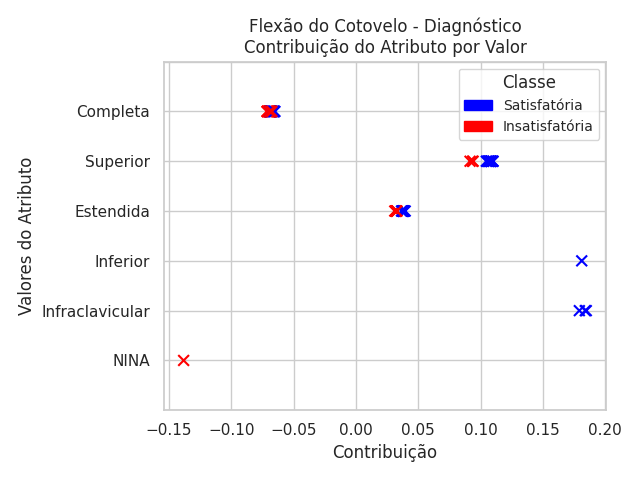 Flexão do Cotovelo - Diagnóstico
Contribuição do Atributo por Valor
Classe
Satisfatória
Insatisfatória
Valores do Atributo
Completa
Superior
Estendida
Inferior
Infraclavicular
NINA
−0.15 −0.10 −0.05 0.00 0.05 0.10 0.15 0.20
Contribuição